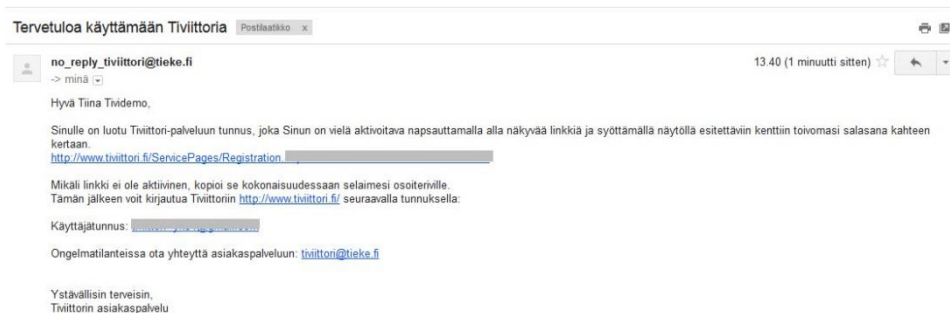 Tervetuloa käyttämään Tiviittoria Postilaatikko x
no_reply_tiviittori@tieke.fi 13.40 (1 minuutti sitten)
-> minä
Hyvä Tiina Tividemo,
Sinulle on luotu Tiviittori-palveluun tunnus, joka Sinun on vielä aktivoitava napsauttamalla alla näkyvää linkkiä ja syöttämällä näytöllä esitettäviin kenttiin toivomasi salasana kahteen
kertaan.
http://www.tiviittori.fi/ServicePages/Registration.
Mikäli linkki ei ole aktiivinen, kopioi se kokonaisuudessaan selaimesi osoiteriville.
Tämän jälkeen voit kirjautua Tiviittoriin http://www.tiviittori.fi/ seuraavalla tunnuksella:
Käyttäjätunnus:
Ongelmatilanteissa ota yhteyttä asiakaspalveluun: tiviittori@tieke.fi
Ystävällisin terveisin,
Tiviittorin asiakaspalvelu